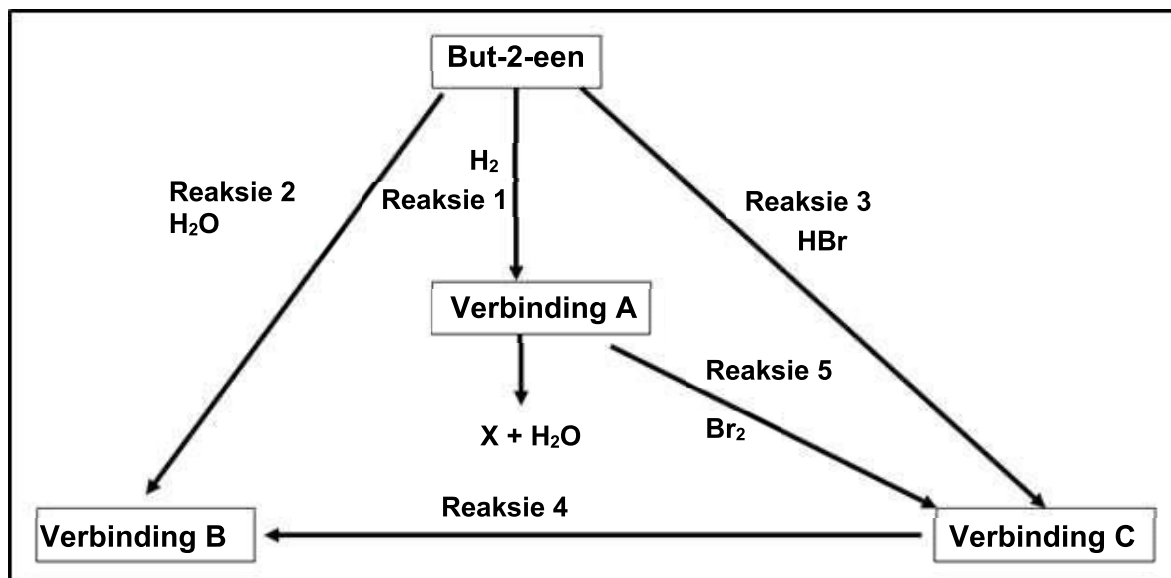 But-2-een
H₂
Reaksie 1
Reaksie 2
H₂O
Reaksie 3
HBr
Verbinding A
Reaksie 5
Br₂
X + H₂O
Reaksie 4
Verbinding B
Verbinding C